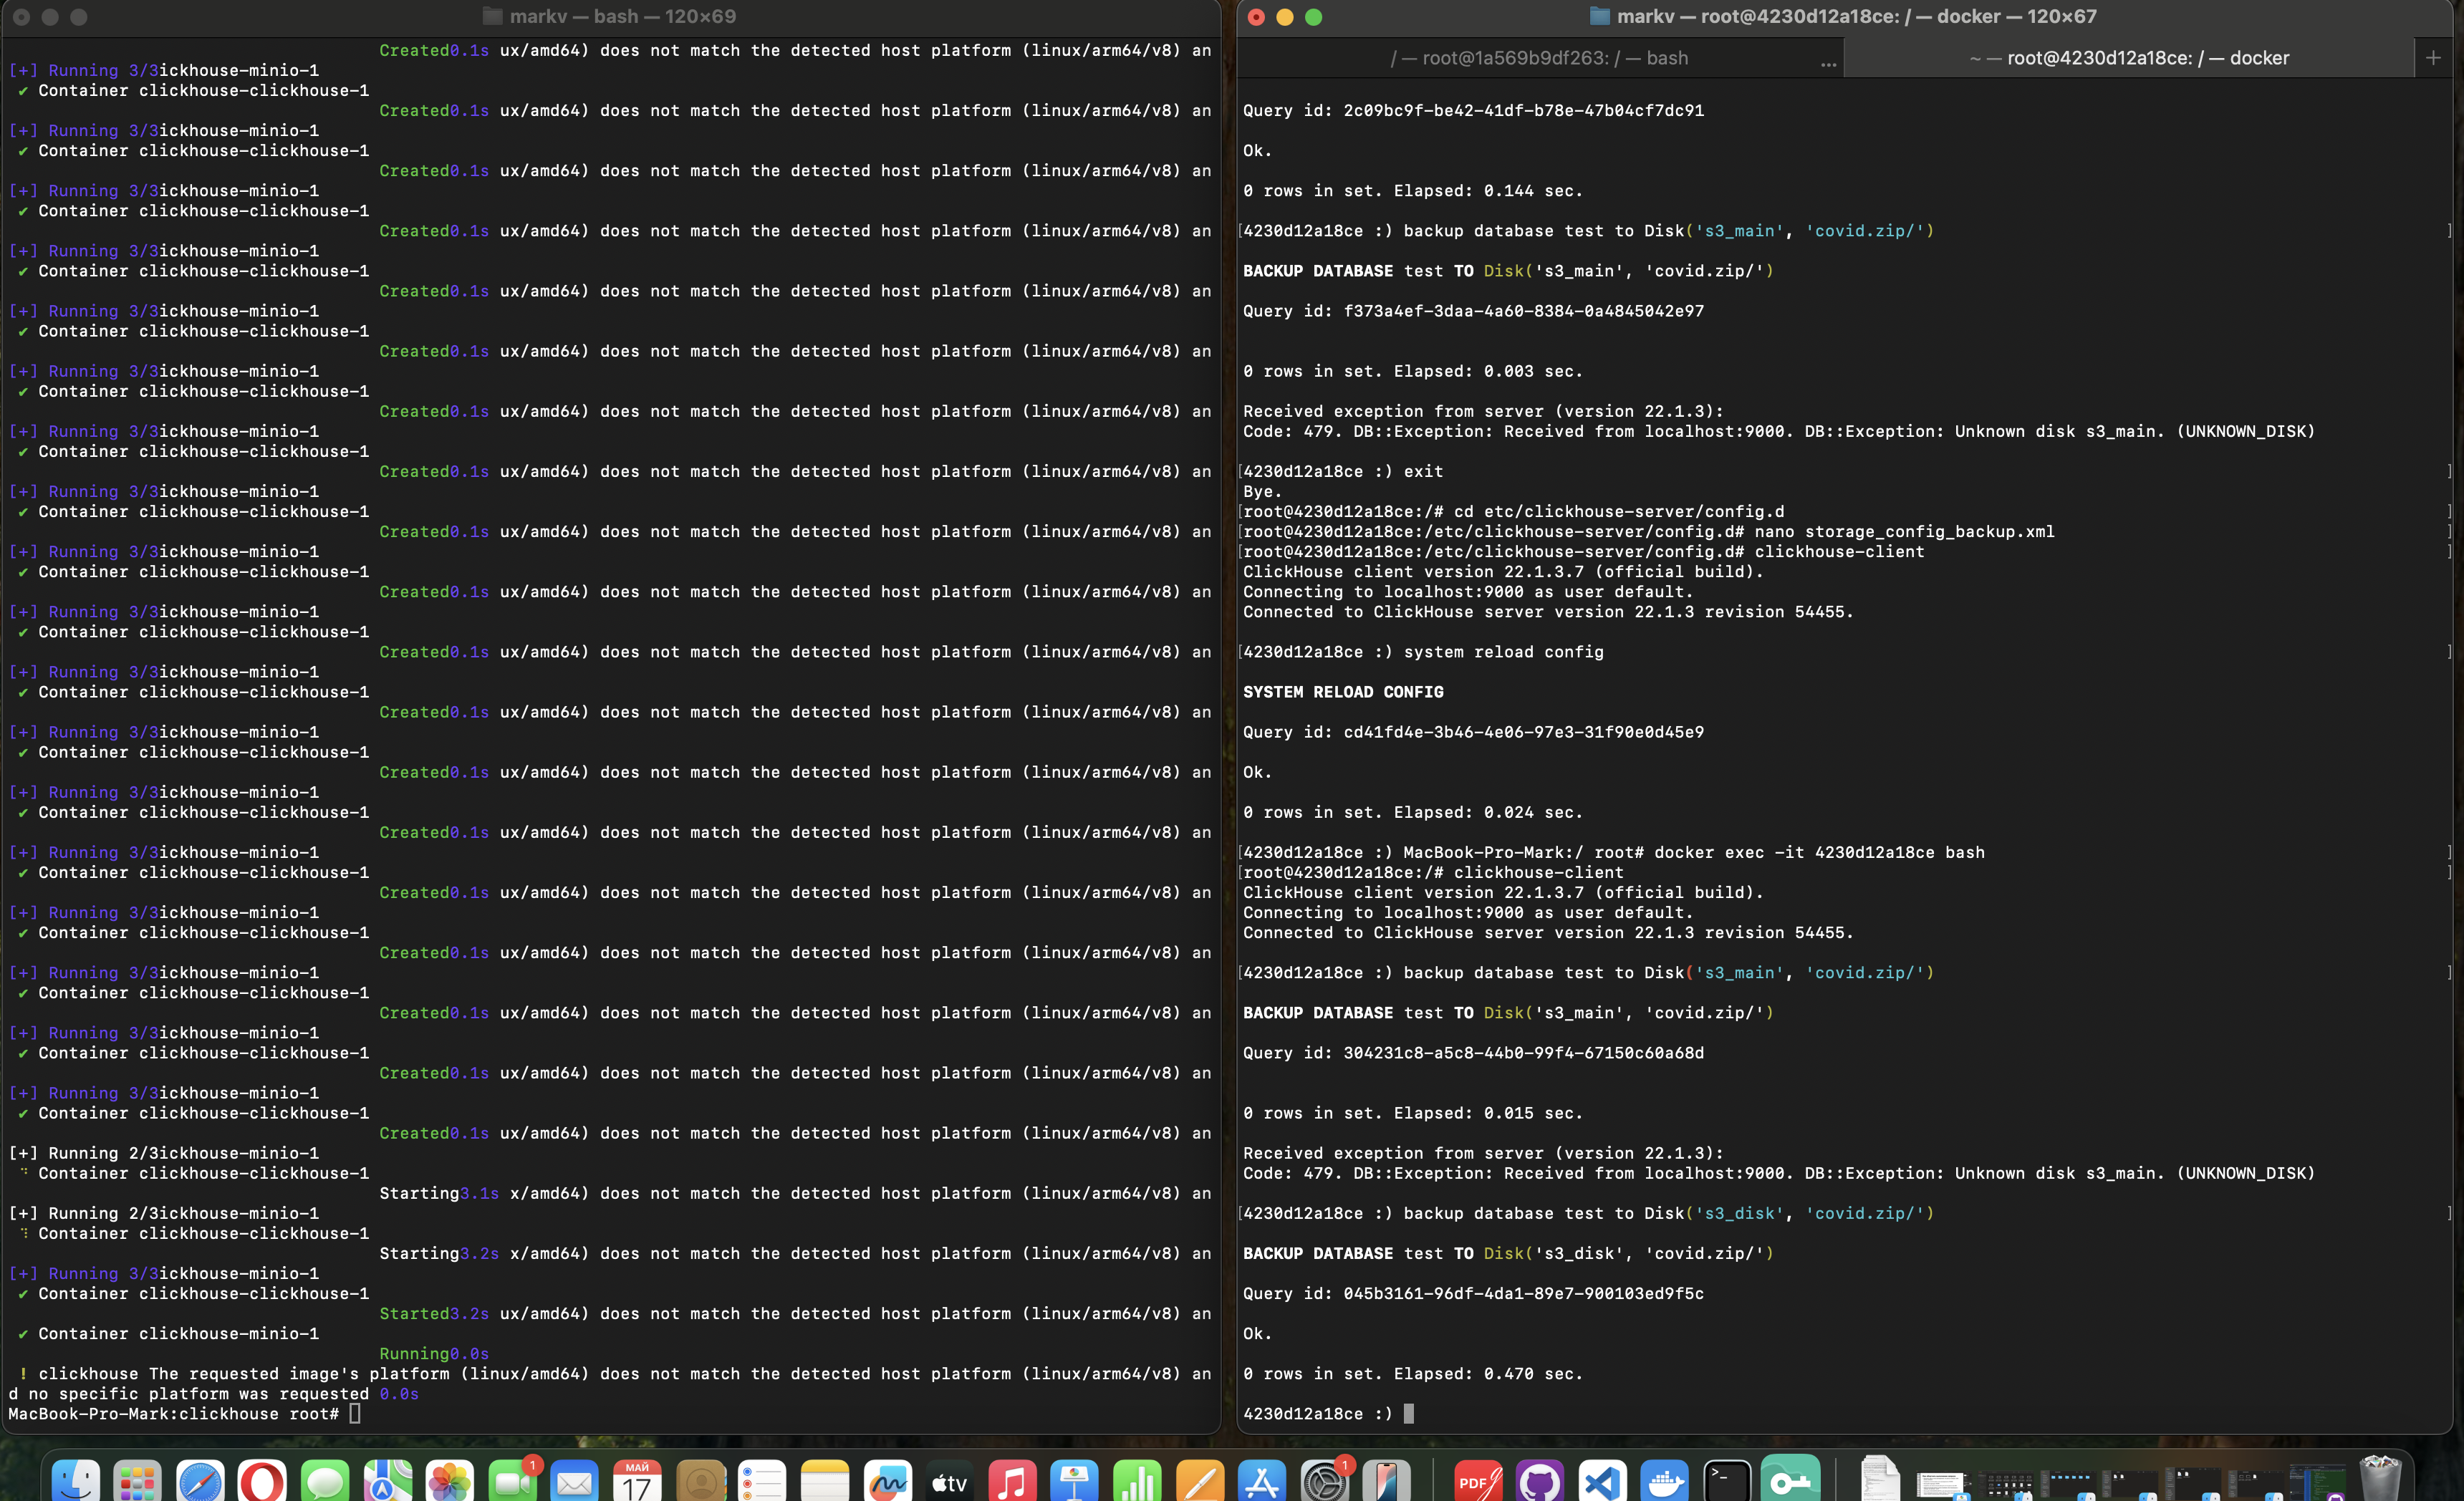 markv — bash — 120×69
Created0.1s ux/amd64) does not match the detected host platform (linux/arm64/v8) an
[+] Running 3/3ickhouse-minio-1
✔ Container clickhouse-clickhouse-1
Created0.1s ux/amd64) does not match the detected host platform (linux/arm64/v8) an
[+] Running 3/3ickhouse-minio-1
✔ Container clickhouse-clickhouse-1
Created0.1s ux/amd64) does not match the detected host platform (linux/arm64/v8) an
[+] Running 3/3ickhouse-minio-1
✔ Container clickhouse-clickhouse-1
Created0.1s ux/amd64) does not match the detected host platform (linux/arm64/v8) an
[+] Running 3/3ickhouse-minio-1
✔ Container clickhouse-clickhouse-1
Created0.1s ux/amd64) does not match the detected host platform (linux/arm64/v8) an
[+] Running 3/3ickhouse-minio-1
✔ Container clickhouse-clickhouse-1
Created0.1s ux/amd64) does not match the detected host platform (linux/arm64/v8) an
[+] Running 3/3ickhouse-minio-1
✔ Container clickhouse-clickhouse-1
Created0.1s ux/amd64) does not match the detected host platform (linux/arm64/v8) an
[+] Running 3/3ickhouse-minio-1
✔ Container clickhouse-clickhouse-1
Created0.1s ux/amd64) does not match the detected host platform (linux/arm64/v8) an
[+] Running 3/3ickhouse-minio-1
✔ Container clickhouse-clickhouse-1
Created0.1s ux/amd64) does not match the detected host platform (linux/arm64/v8) an
[+] Running 3/3ickhouse-minio-1
✔ Container clickhouse-clickhouse-1
Created0.1s ux/amd64) does not match the detected host platform (linux/arm64/v8) an
[+] Running 3/3ickhouse-minio-1
✔ Container clickhouse-clickhouse-1
Created0.1s ux/amd64) does not match the detected host platform (linux/arm64/v8) an
[+] Running 3/3ickhouse-minio-1
✔ Container clickhouse-clickhouse-1
Created0.1s ux/amd64) does not match the detected host platform (linux/arm64/v8) an
[+] Running 3/3ickhouse-minio-1
✔ Container clickhouse-clickhouse-1
Created0.1s ux/amd64) does not match the detected host platform (linux/arm64/v8) an
[+] Running 3/3ickhouse-minio-1
✔ Container clickhouse-clickhouse-1
Created0.1s ux/amd64) does not match the detected host platform (linux/arm64/v8) an
[+] Running 3/3ickhouse-minio-1
✔ Container clickhouse-clickhouse-1
Created0.1s ux/amd64) does not match the detected host platform (linux/arm64/v8) an
[+] Running 3/3ickhouse-minio-1
✔ Container clickhouse-clickhouse-1
Created0.1s ux/amd64) does not match the detected host platform (linux/arm64/v8) an
[+] Running 3/3ickhouse-minio-1
✔ Container clickhouse-clickhouse-1
Created0.1s ux/amd64) does not match the detected host platform (linux/arm64/v8) an
[+] Running 3/3ickhouse-minio-1
✔ Container clickhouse-clickhouse-1
Created0.1s ux/amd64) does not match the detected host platform (linux/arm64/v8) an
[+] Running 3/3ickhouse-minio-1
✔ Container clickhouse-clickhouse-1
Created0.1s ux/amd64) does not match the detected host platform (linux/arm64/v8) an
[+] Running 2/3ickhouse-minio-1
Container clickhouse-clickhouse-1
Starting3.1s x/amd64) does not match the detected host platform (linux/arm64/v8) an
[+] Running 2/3ickhouse-minio-1
Container clickhouse-clickhouse-1
Starting3.2s x/amd64) does not match the detected host platform (linux/arm64/v8) an
[+] Running 3/3ickhouse-minio-1
✔ Container clickhouse-clickhouse-1
Started3.2s ux/amd64) does not match the detected host platform (linux/arm64/v8) an
✔ Container clickhouse-minio-1
Running0.0s
! clickhouse The requested image's platform (linux/amd64) does not match the detected host platform (linux/arm64/v8) an
d no specific platform was requested 0.0s
MacBook-Pro-Mark:clickhouse root#
markv — root@4230d12a18ce: / — docker — 120×67
/ — root@1a569b9df263: / — bash ...
~ — root@4230d12a18ce: / — docker +
Query id: 2c09bc9f-be42-41df-b78e-47b04cf7dc91
Ok.
0 rows in set. Elapsed: 0.144 sec.
[4230d12a18ce :) backup database test to Disk('s3_main', 'covid.zip/') ]
BACKUP DATABASE test TO Disk('s3_main', 'covid.zip/')
Query id: f373a4ef-3daa-4a60-8384-0a4845042e97
0 rows in set. Elapsed: 0.003 sec.
Received exception from server (version 22.1.3):
Code: 479. DB::Exception: Received from localhost:9000. DB::Exception: Unknown disk s3_main. (UNKNOWN_DISK)
[4230d12a18ce :) exit ]
Bye.
[root@4230d12a18ce:/# cd etc/clickhouse-server/config.d ]
[root@4230d12a18ce:/etc/clickhouse-server/config.d# nano storage_config_backup.xml ]
[root@4230d12a18ce:/etc/clickhouse-server/config.d# clickhouse-client ]
ClickHouse client version 22.1.3.7 (official build).
Connecting to localhost:9000 as user default.
Connected to ClickHouse server version 22.1.3 revision 54455.
[4230d12a18ce :) system reload config ]
SYSTEM RELOAD CONFIG
Query id: cd41fd4e-3b46-4e06-97e3-31f90e0d45e9
Ok.
0 rows in set. Elapsed: 0.024 sec.
[4230d12a18ce :) MacBook-Pro-Mark:/ root# docker exec -it 4230d12a18ce bash ]
[root@4230d12a18ce:/# clickhouse-client ]
ClickHouse client version 22.1.3.7 (official build).
Connecting to localhost:9000 as user default.
Connected to ClickHouse server version 22.1.3 revision 54455.
[4230d12a18ce :) backup database test to Disk('s3_main', 'covid.zip/') ]
BACKUP DATABASE test TO Disk('s3_main', 'covid.zip/')
Query id: 304231c8-a5c8-44b0-99f4-67150c60a68d
0 rows in set. Elapsed: 0.015 sec.
Received exception from server (version 22.1.3):
Code: 479. DB::Exception: Received from localhost:9000. DB::Exception: Unknown disk s3_main. (UNKNOWN_DISK)
[4230d12a18ce :) backup database test to Disk('s3_disk', 'covid.zip/') ]
BACKUP DATABASE test TO Disk('s3_disk', 'covid.zip/')
Query id: 045b3161-96df-4da1-89e7-900103ed9f5c
Ok.
0 rows in set. Elapsed: 0.470 sec.
4230d12a18ce :)
1
МАЙ
17
tv
1
PDF
>_